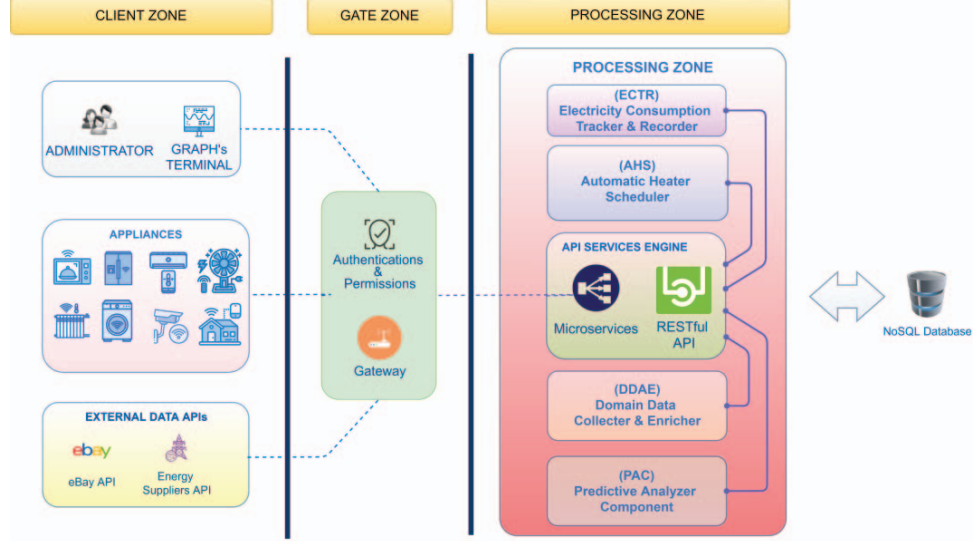 CLIENT ZONE
GATE ZONE
PROCESSING ZONE
ADMINISTRATOR
GRAPH's
TERMINAL
APPLIANCES
EXTERNAL DATA APIs
ebay
eBay API
Energy
Suppliers API
Authentications
&
Permissions
Gateway
PROCESSING ZONE
(ECTR)
Electricity Consumption
Tracker & Recorder
(AHS)
Automatic Heater
Scheduler
API SERVICES ENGINE
Microservices
RESTful
API
(DDAE)
Domain Data
Collecter & Enricher
(PAC)
Predictive Analyzer
Component
NoSQL Database